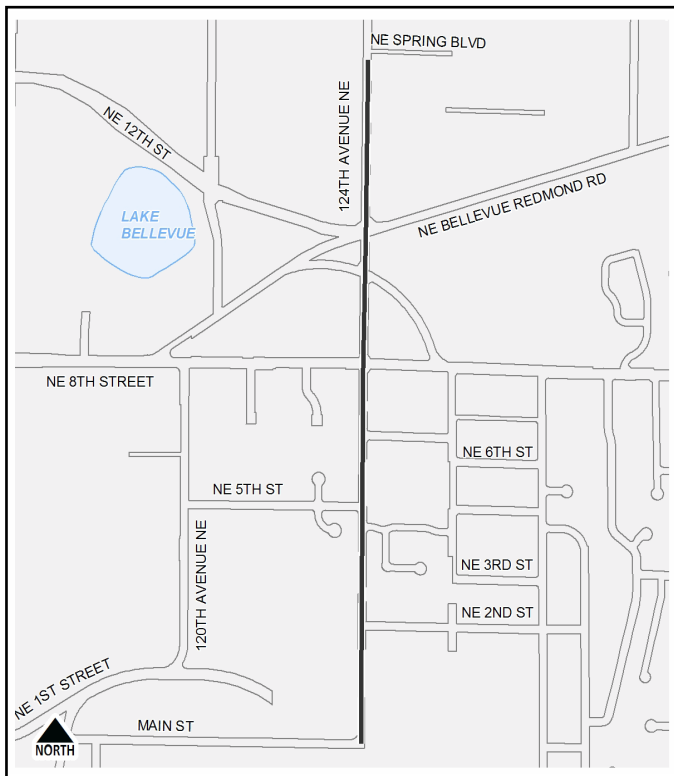 NE SPRING BLVD
124TH AVENUE NE
NE 12TH ST
NE BELLEVUE REDMOND RD
LAKE
BELLEVUE
NE 8TH STREET
NE 6TH ST
NE 5TH ST
NE 3RD ST
120TH AVENUE NE
NE 2ND ST
NE 1ST STREET
MAIN ST
NORTH